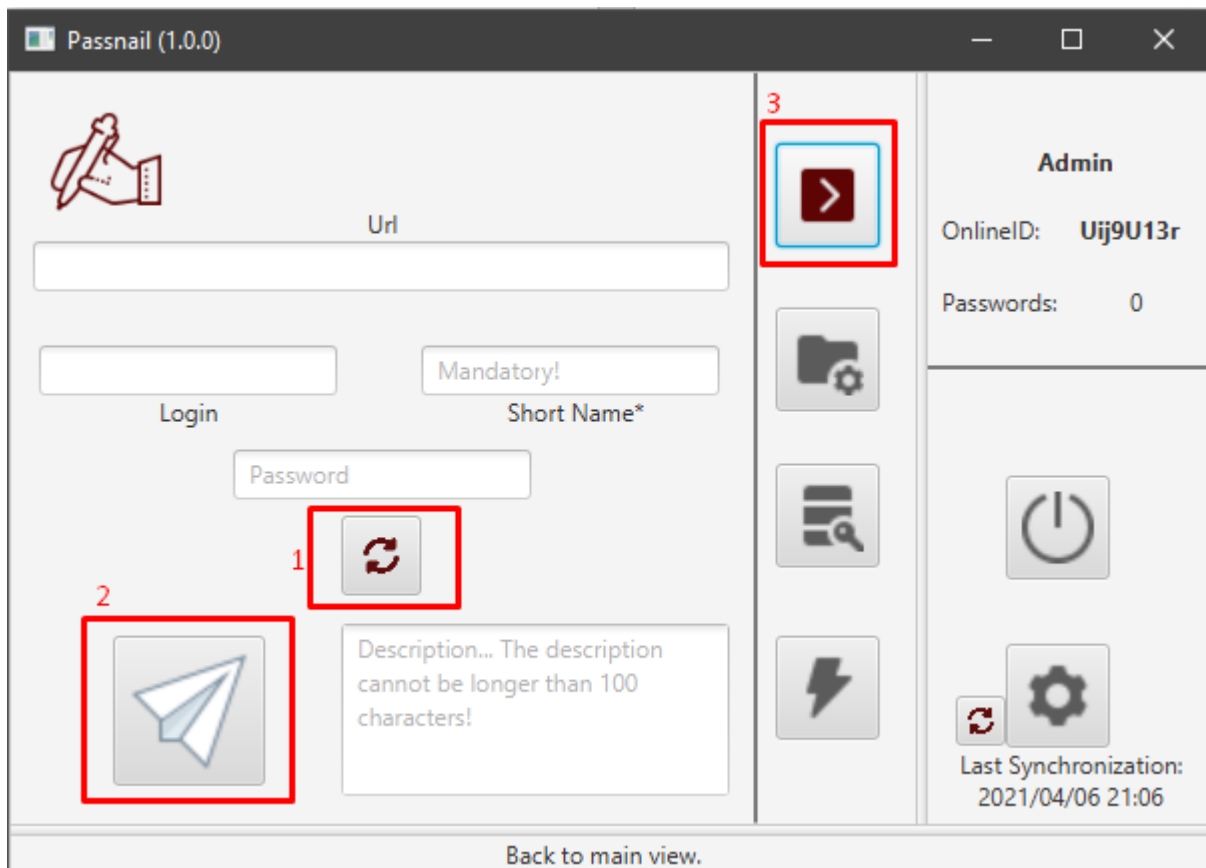 Passnail (1.0.0)
3
Admin
Url
OnlineID: Uij9U13r
Passwords: 0
Mandatory!
Login Short Name*
Password
1
2
Description... The description
cannot be longer than 100
characters!
Last Synchronization:
2021/04/06 21:06
Back to main view.